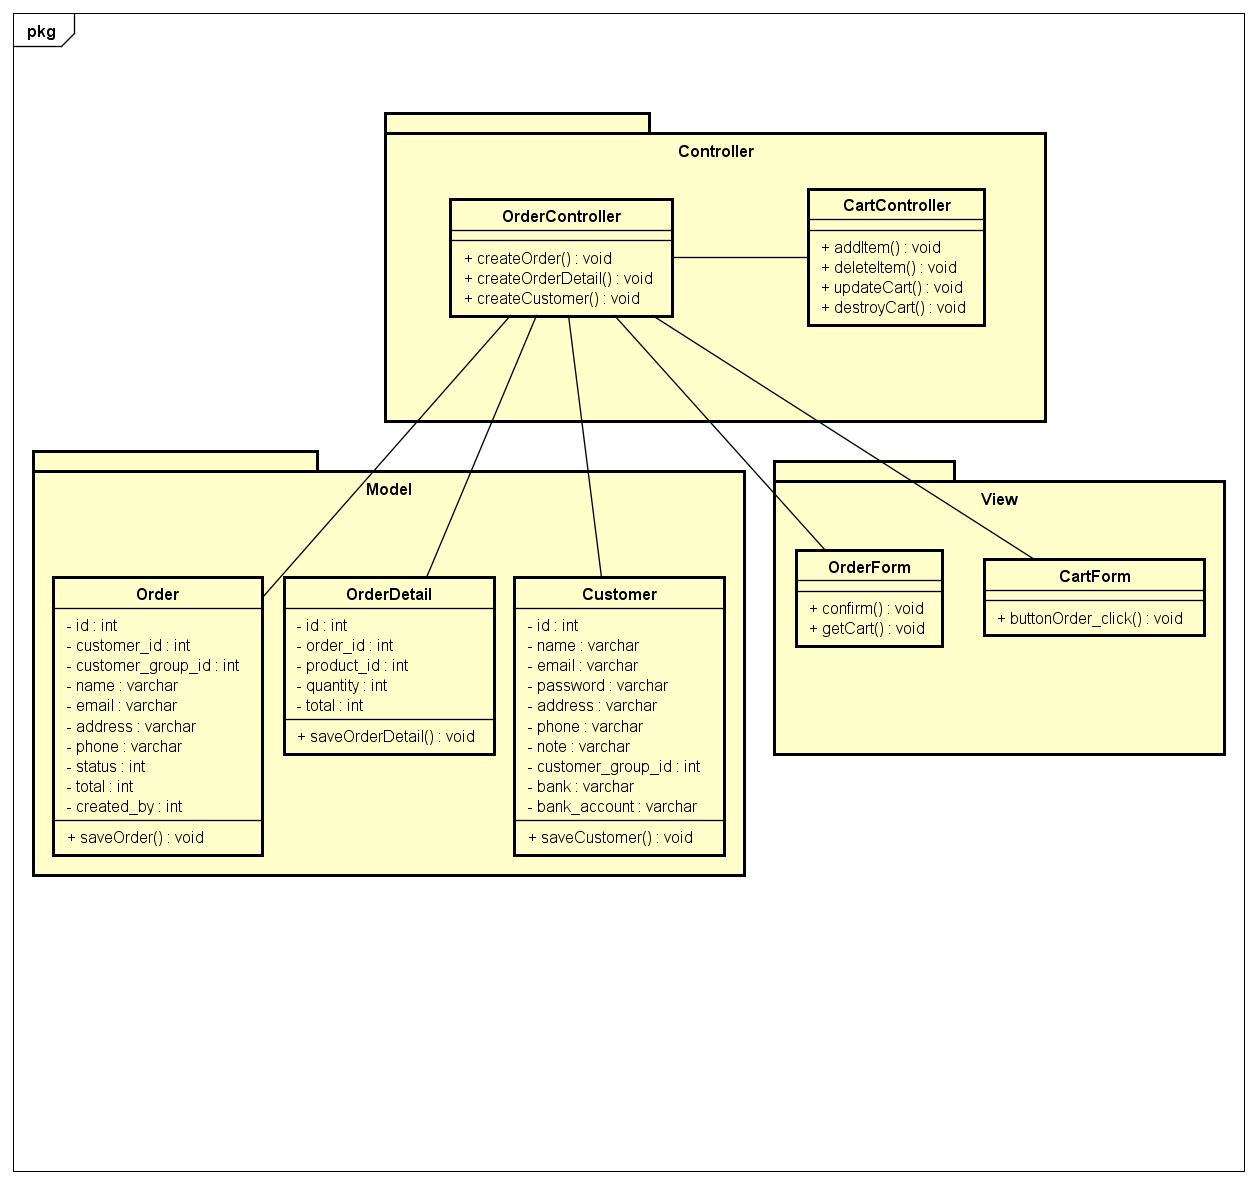 pkg
Controller
OrderController
+ createOrder() : void
+ createOrderDetail() : void
+ createCustomer() : void
CartController
+ addItem() : void
+ deleteItem() : void
+ updateCart() : void
+ destroyCart() : void
Model
Order
- id : int
- customer_id : int
- customer_group_id : int
- name : varchar
- email : varchar
- address : varchar
- phone : varchar
- status : int
- total : int
- created_by : int
+ saveOrder() : void
OrderDetail
- id : int
- order_id : int
- product_id : int
- quantity : int
- total : int
+ saveOrderDetail() : void
Customer
- id : int
- name : varchar
- email : varchar
- password : varchar
- address : varchar
- phone : varchar
- note : varchar
- customer_group_id : int
- bank : varchar
- bank_account : varchar
+ saveCustomer() : void
View
OrderForm
+ confirm() : void
+ getCart() : void
CartForm
+ buttonOrder_click() : void